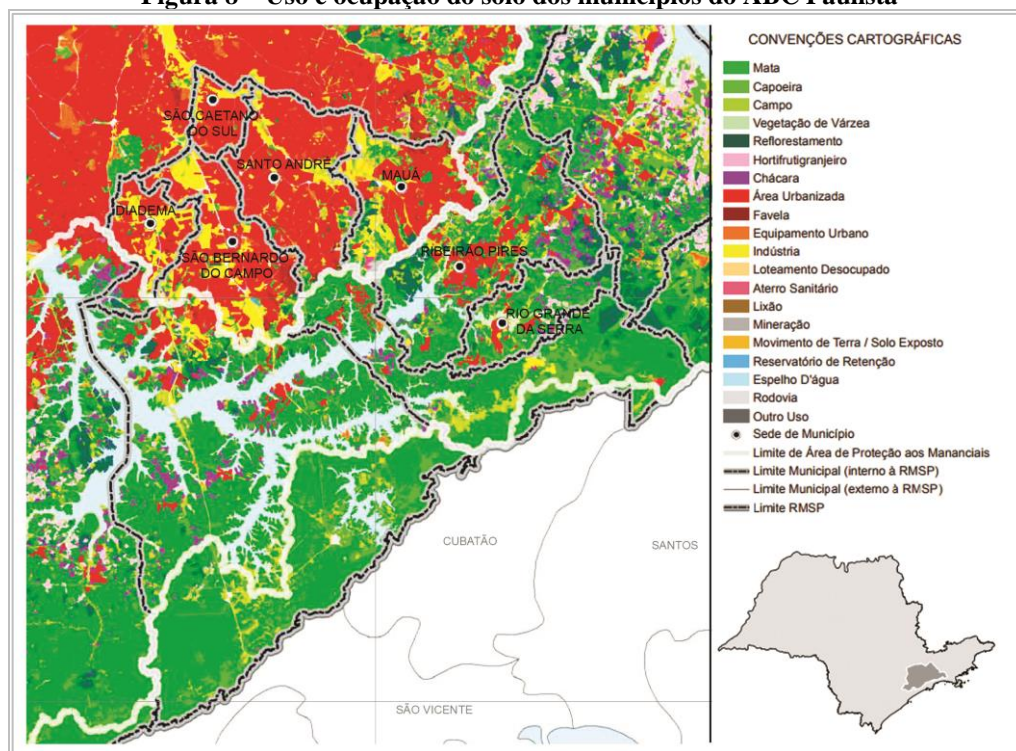 Figura 8 – Uso e ocupação do solo dos municípios do ABC Paulista
SÃO CAETANO
DO SUL
SANTO ANDRÉ
MAUÁ
DIADEMA
SÃO BERNARDO
DO CAMPO
RIBEIRÃO PIRES
RIO GRANDE
DA SERRA
CUBATÃO
SANTOS
SÃO VICENTE
CONVENÇÕES CARTOGRÁFICAS
Mata
Capoeira
Campo
Vegetação de Várzea
Reflorestamento
Hortifrutigranjeiro
Chácara
Área Urbanizada
Favela
Equipamento Urbano
Indústria
Loteamento Desocupado
Aterro Sanitário
Lixão
Mineração
Movimento de Terra / Solo Exposto
Reservatório de Retenção
Espelho D'água
Rodovia
Outro Uso
Sede de Município
Limite de Área de Proteção aos Mananciais
Limite Municipal (interno à RMSP)
Limite Municipal (externo à RMSP)
Limite RMSP